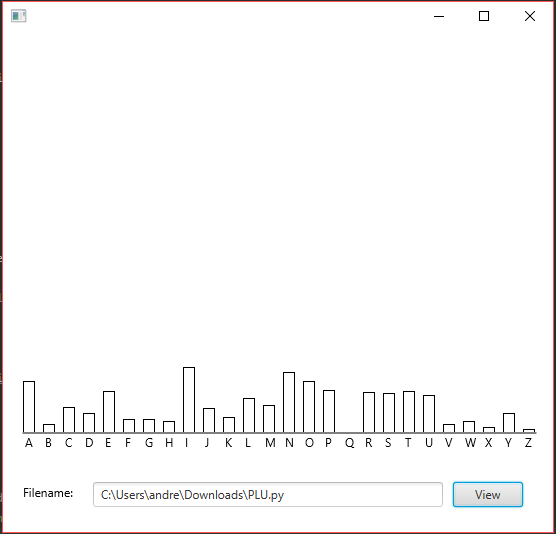 A B C D E F G H I J K L M N O P Q R S T U V W X Y Z
Filename: C:\Users\andre\Downloads\PLU.py View